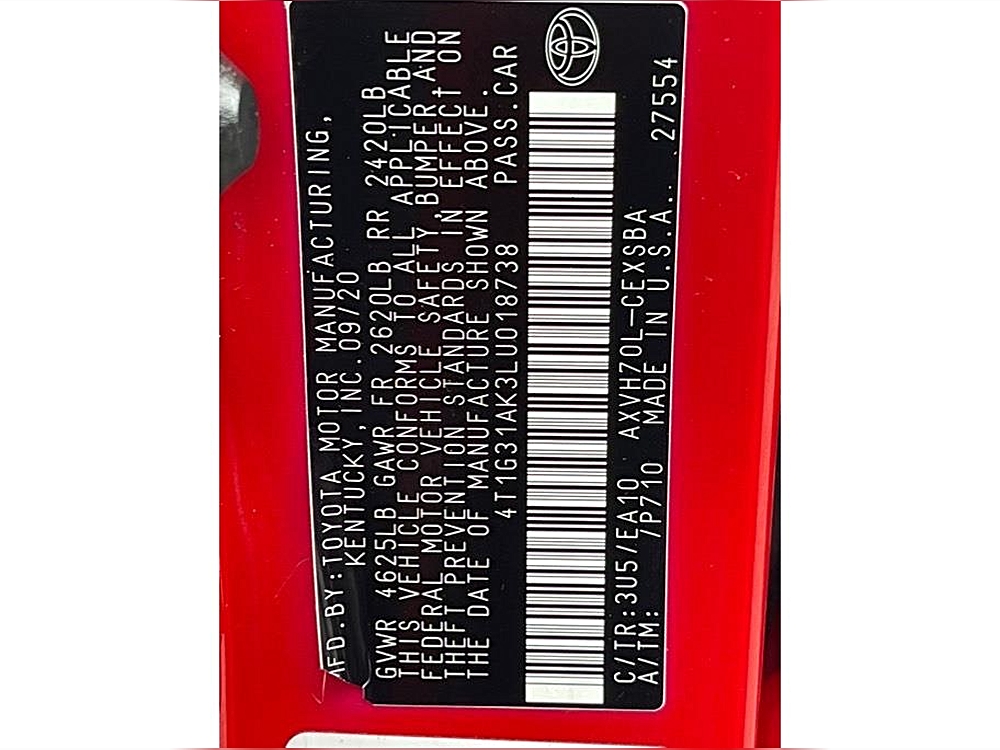 MFD.BY:TOYOTA MOTOR MANUFACTURING,
KENTUCKY,INC.09/20
GVWR 4625LB GAWR FR 2620LB RR 2420LB
THIS VEHICLE CONFORMS TO ALL APPLICABLE
FEDERAL MOTOR VEHICLE SAFETY,BUMPER,AND
THEFT PREVENTION STANDARDS IN EFFECT ON
THE DATE OF MANUFACTURE SHOWN ABOVE.
4T1G31AK3LU018738 PASS.CAR
C/TR:3U5/EA10 AXVH70L-CEXSBA
A/TM: /P710 MADE IN U.S.A. 27554